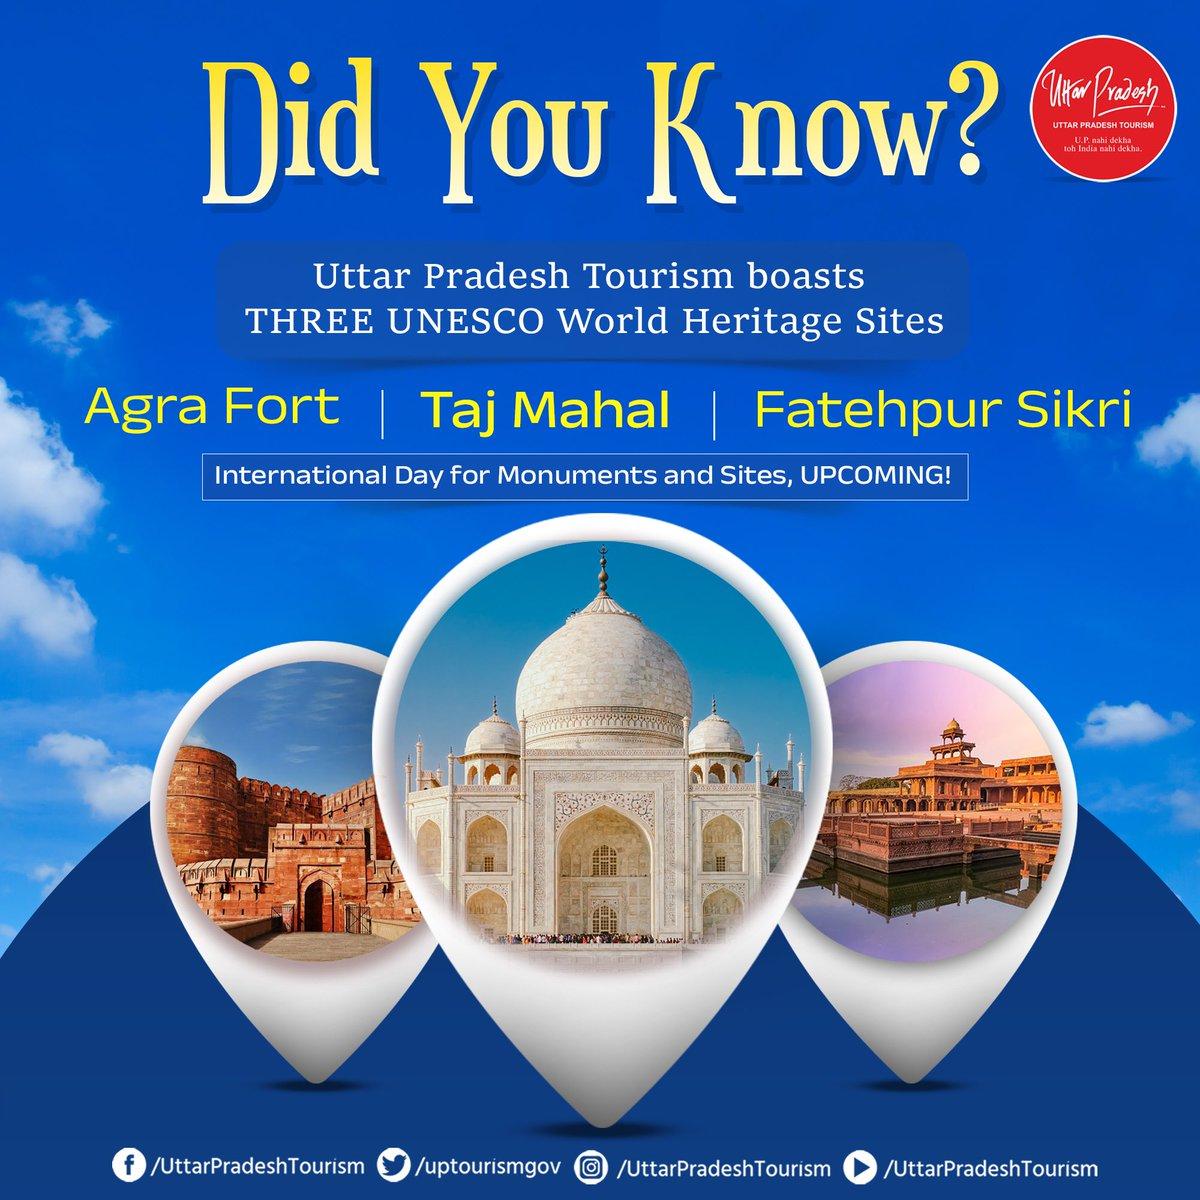 Did You Know?
Uttar Pradesh
UTTAR PRADESH TOURISM
U.P. nahi dekha
toh India nahi dekha.
Uttar Pradesh Tourism boasts
THREE UNESCO World Heritage Sites
Agra Fort | Taj Mahal | Fatehpur Sikri
International Day for Monuments and Sites, UPCOMING!
/UttarPradeshTourism /uptourismgov /UttarPradeshTourism /UttarPradeshTourism